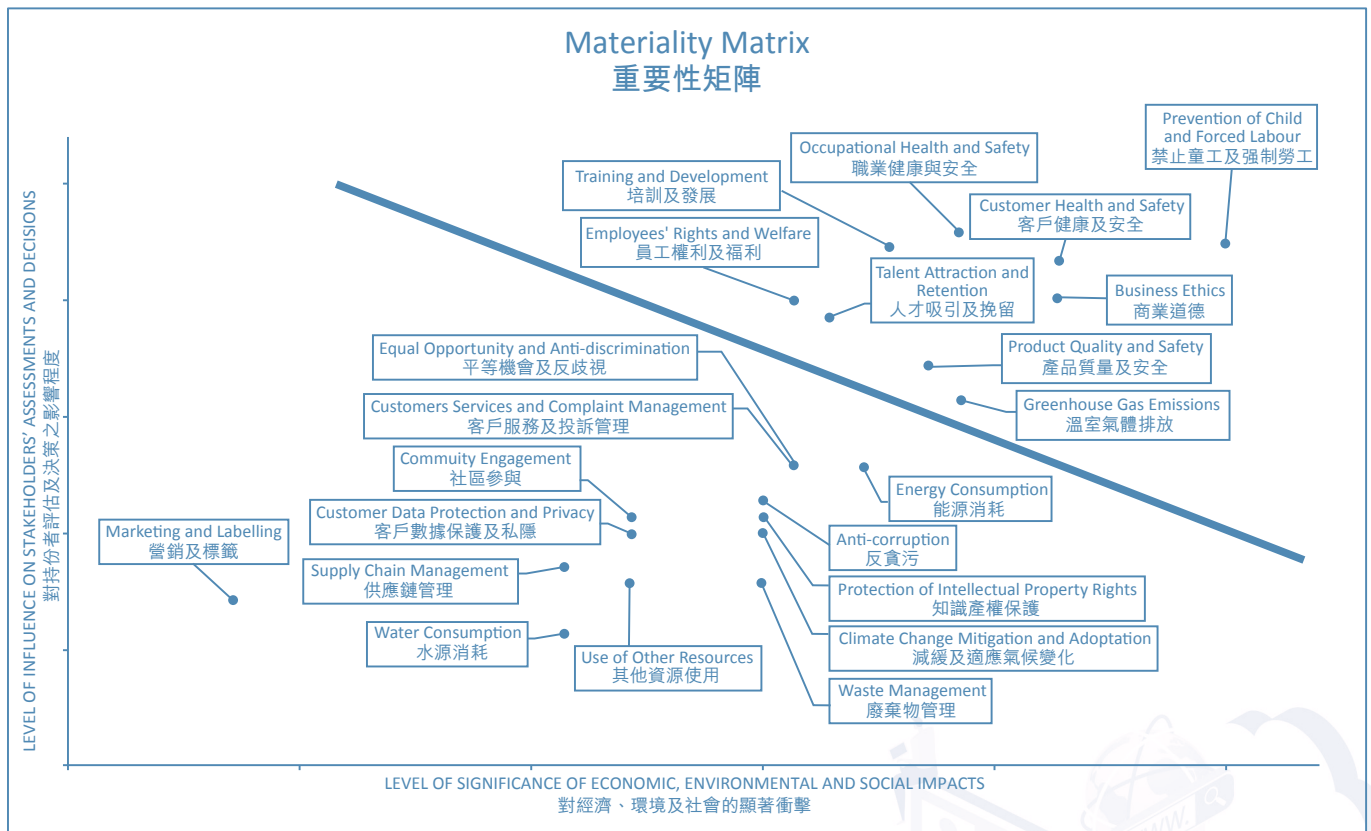 Materiality Matrix
重要性矩陣
Prevention of Child
and Forced Labour
禁止童工及强制勞工
Occupational Health and Safety
職業健康與安全
Training and Development
培訓及發展
Customer Health and Safety
客戶健康及安全
Employees' Rights and Welfare
員工權利及福利
Talent Attraction and
Retention
人才吸引及挽留
Business Ethics
商業道德
Equal Opportunity and Anti-discrimination
平等機會及反歧視
Product Quality and Safety
產品質量及安全
Customers Services and Complaint Management
客戶服務及投訴管理
Greenhouse Gas Emissions
溫室氣體排放
Commuity Engagement
社區參與
Energy Consumption
能源消耗
Customer Data Protection and Privacy
客戶數據保護及私隱
Marketing and Labelling
營銷及標籤
Anti-corruption
反貪污
Supply Chain Management
供應鏈管理
Protection of Intellectual Property Rights
知識產權保護
Water Consumption
水源消耗
Use of Other Resources
其他資源使用
Climate Change Mitigation and Adoptation
減緩及適應氣候變化
Waste Management
廢棄物管理
LEVEL OF INFLUENCE ON STAKEHOLDERS' ASSESSMENTS AND DECISIONS
對持份者評估及決策之影響程度
LEVEL OF SIGNIFICANCE OF ECONOMIC, ENVIRONMENTAL AND SOCIAL IMPACTS
對經濟、環境及社會的顯著衝擊
WW.